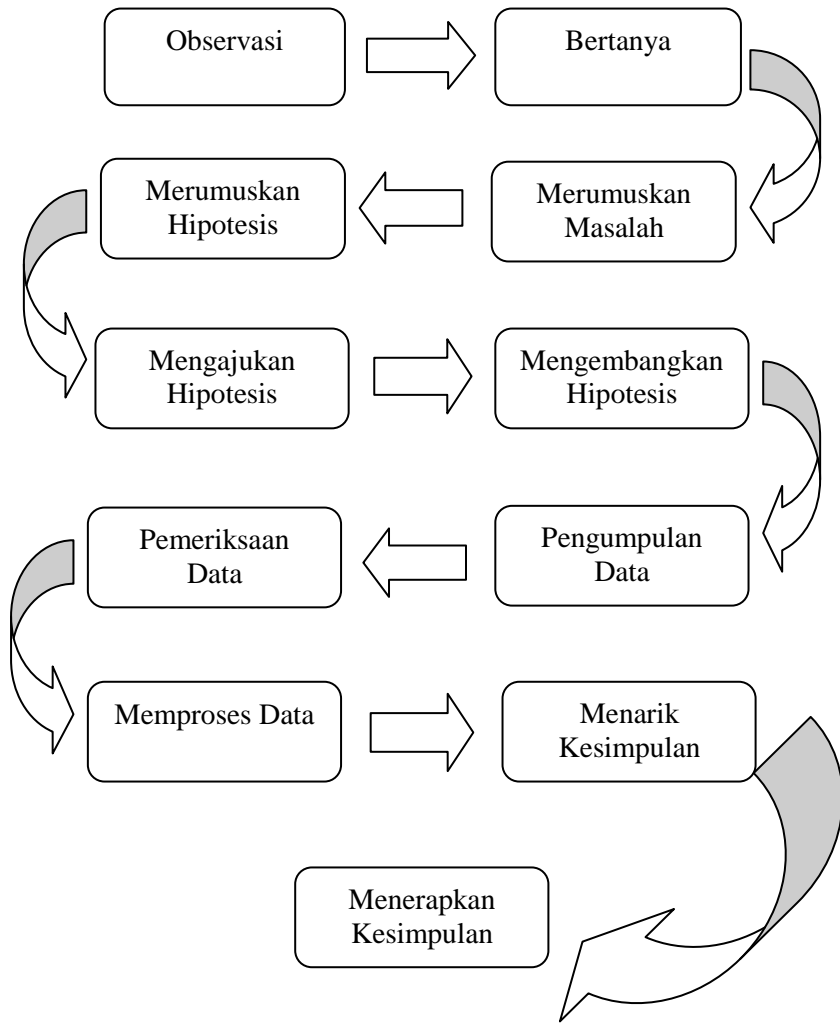 Observasi
Bertanya
Merumuskan
Masalah
Merumuskan
Hipotesis
Mengajukan
Hipotesis
Mengembangkan
Hipotesis
Pengumpulan
Data
Pemeriksaan
Data
Memproses Data
Menarik
Kesimpulan
Menerapkan
Kesimpulan